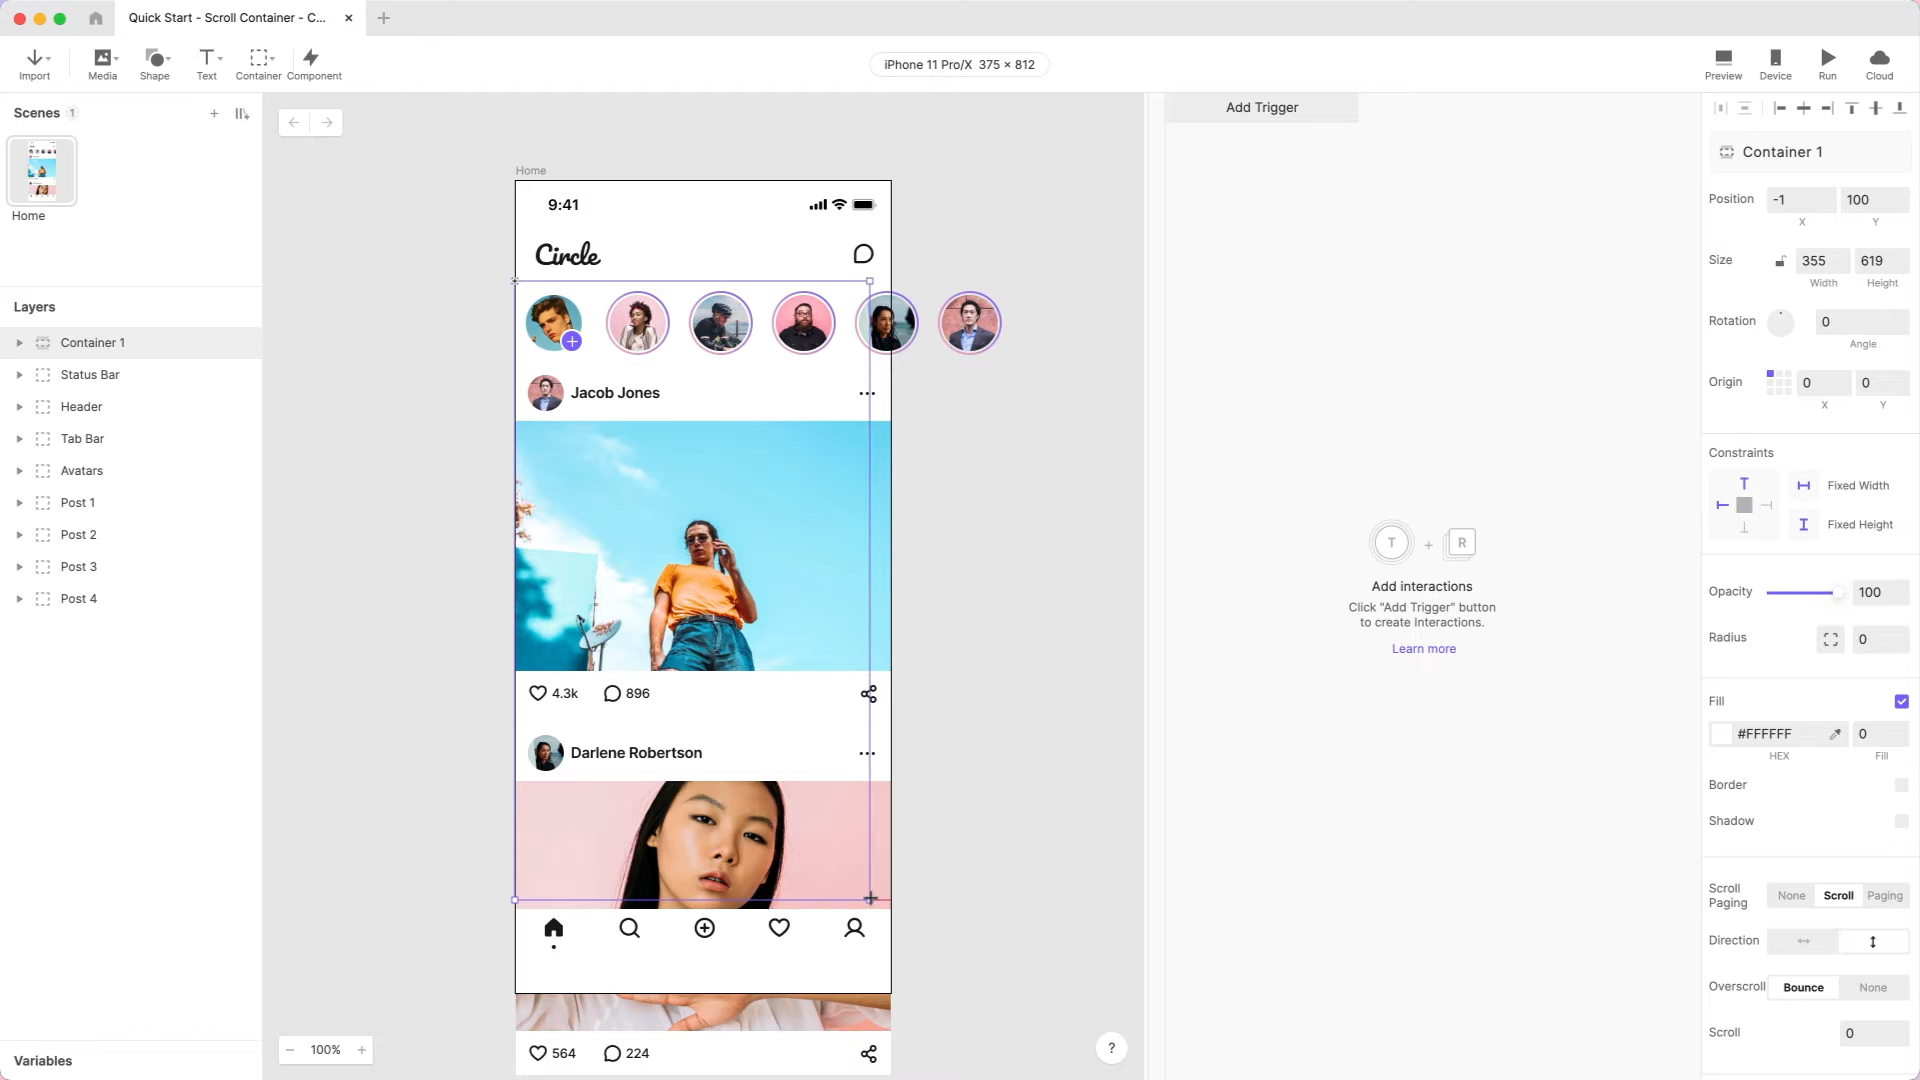 Quick Start - Scroll Container - C...
Import
Media
Shape
Text
Container
Component
iPhone 11 Pro/X 375 × 812
Preview
Device
Run
Cloud
Scenes 1
Home
Layers
Container 1
Status Bar
Header
Tab Bar
Avatars
Post 1
Post 2
Post 3
Post 4
Variables
Home
9:41
Circle
Jacob Jones
4.3k
896
Darlene Robertson
564
224
100%
?
Add Trigger
T + R
Add interactions
Click "Add Trigger" button
to create Interactions.
Learn more
Container 1
Position -1 100
X Y
Size 355 619
Width Height
Rotation 0
Angle
Origin 0 0
X Y
Constraints
Fixed Width
Fixed Height
Opacity 100
Radius 0
Fill
#FFFFFF 0
HEX Fill
Border
Shadow
Scroll
Paging
None Scroll Paging
Direction
Overscroll Bounce None
Scroll 0